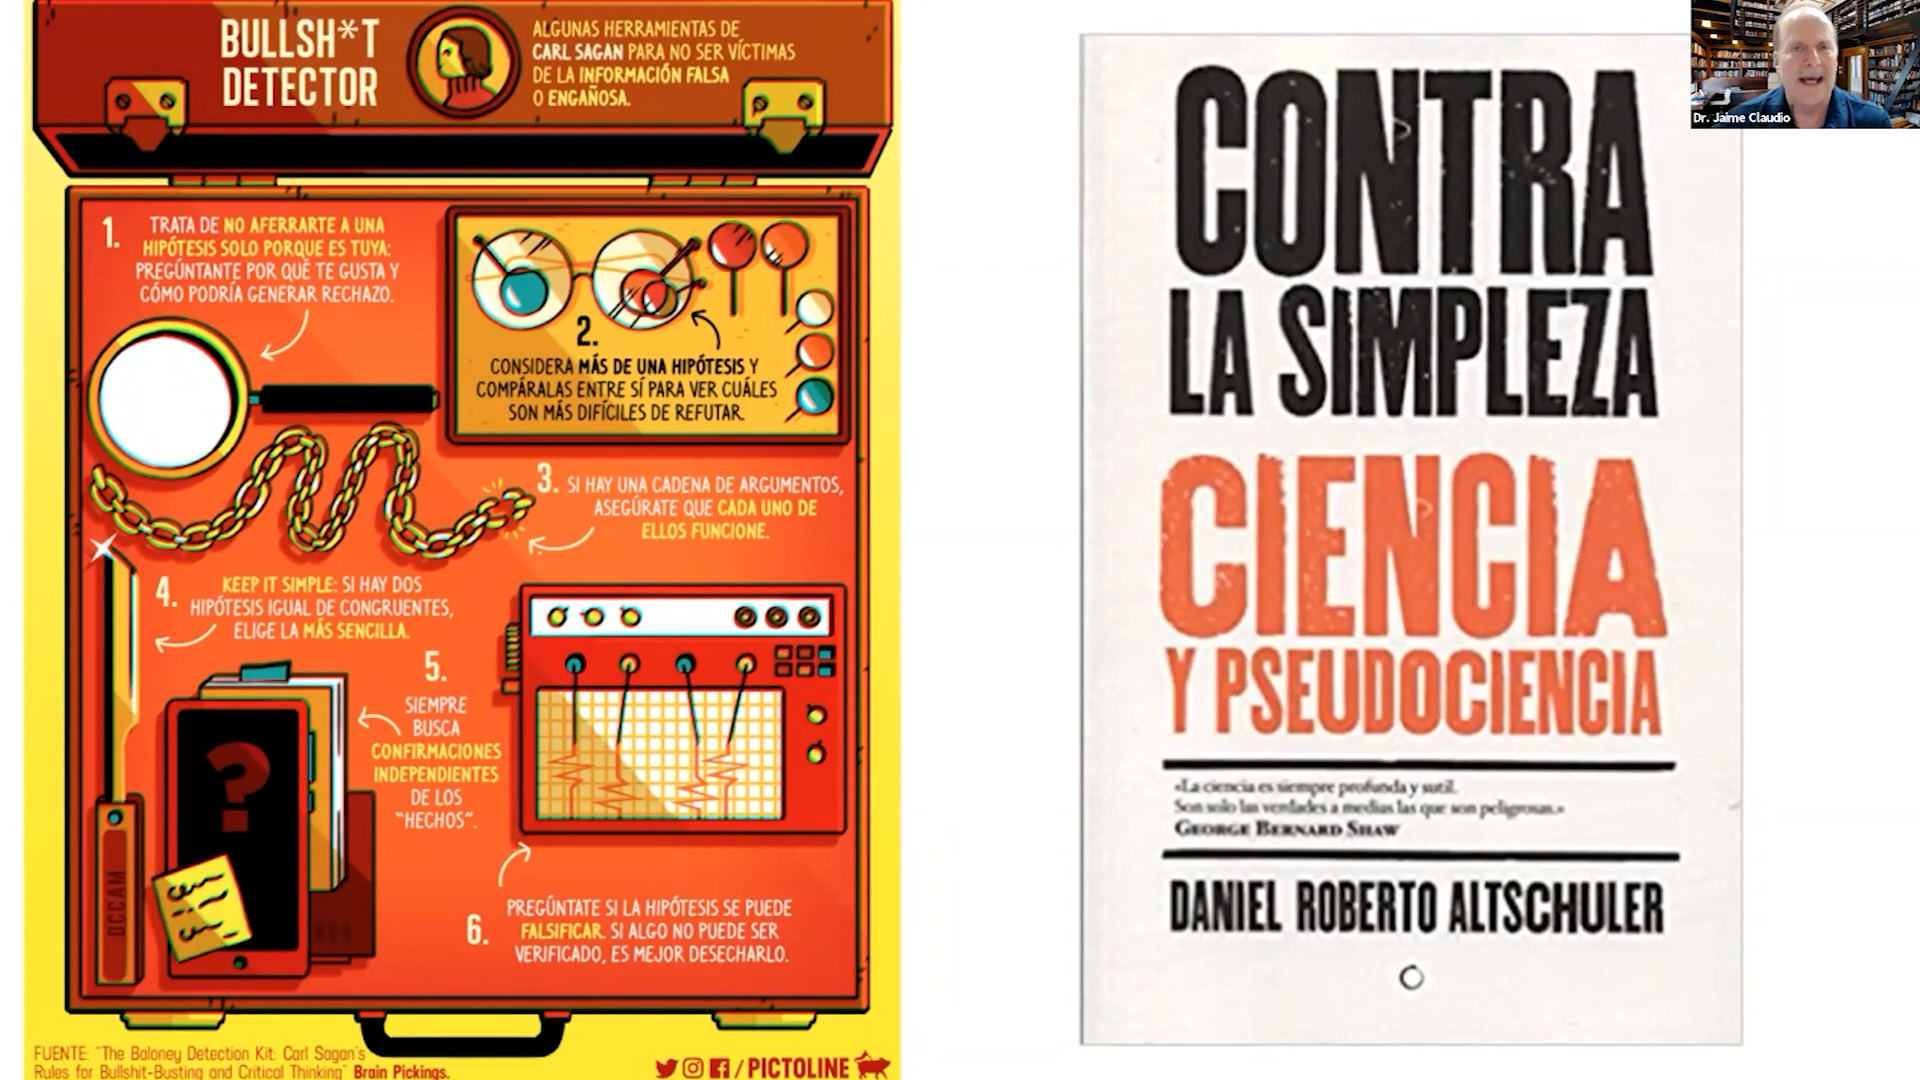 BULLSH*T
DETECTOR
ALGUNAS HERRAMIENTAS DE
CARL SAGAN PARA NO SER VÍCTIMAS
DE LA INFORMACIÓN FALSA
O ENGAÑOSA.
1. TRATA DE NO AFERRARTE A UNA
HIPÓTESIS SOLO PORQUE ES TUYA:
PREGÚNTANTE POR QUÉ TE GUSTA Y
CÓMO PODRÍA GENERAR RECHAZO.
2.
CONSIDERA MÁS DE UNA HIPÓTESIS Y
COMPÁRALAS ENTRE SÍ PARA VER CUÁLES
SON MÁS DIFÍCILES DE REFUTAR.
3. SI HAY UNA CADENA DE ARGUMENTOS,
ASEGÚRATE QUE CADA UNO DE
ELLOS FUNCIONE.
4. KEEP IT SIMPLE: SI HAY DOS
HIPÓTESIS IGUAL DE CONGRUENTES,
ELIGE LA MÁS SENCILLA.
5.
SIEMPRE
BUSCA
CONFIRMACIONES
INDEPENDIENTES
DE LOS
"HECHOS".
?
OCCAM
6. PREGÚNTATE SI LA HIPÓTESIS SE PUEDE
FALSIFICAR. SI ALGO NO PUEDE SER
VERIFICADO, ES MEJOR DESECHARLO.
FUENTE: "The Baloney Detection Kit: Carl Sagan's
Rules for Bullshit-Busting and Critical Thinking" Brain Pickings.
/ PICTOLINE
CONTRA
LA SIMPLEZA
CIENCIA
Y PSEUDOCIENCIA
«La ciencia es siempre profunda y sutil.
Son solo las verdades a medias las que son peligrosas.»
GEORGE BERNARD SHAW
DANIEL ROBERTO ALTSCHULER
Dr. Jaime Claudio